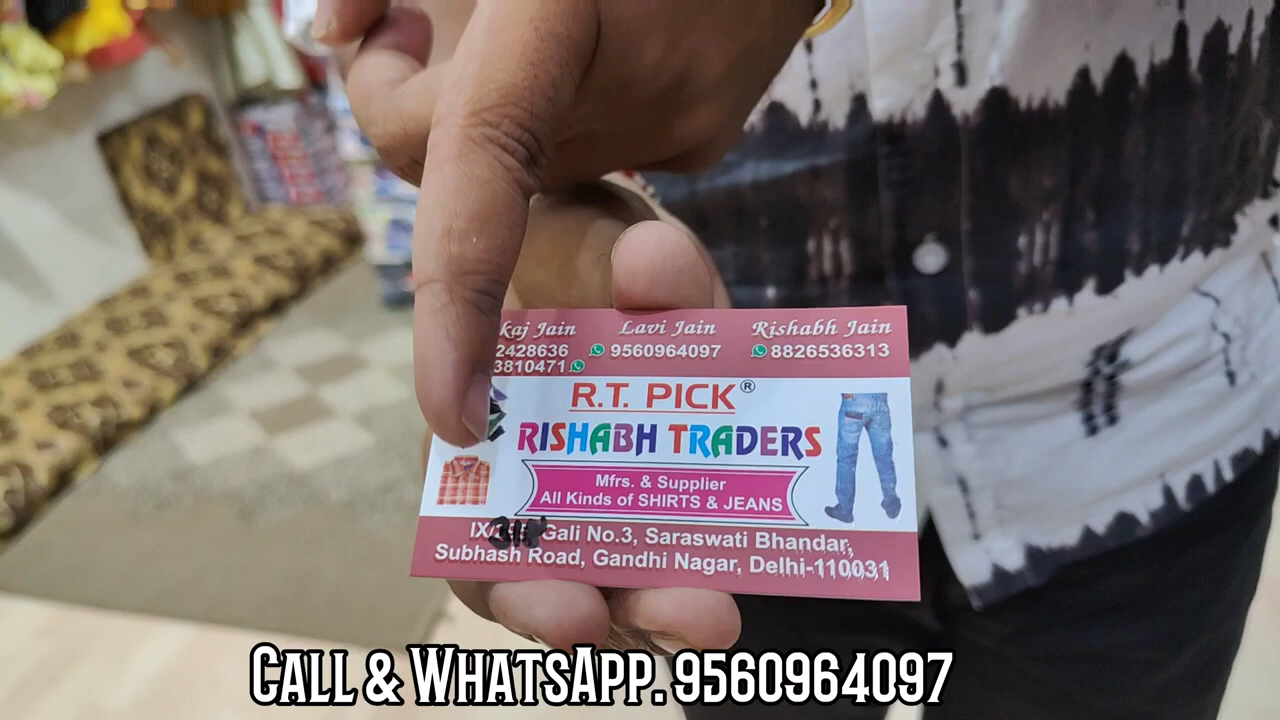 kaj Jain Lavi Jain Rishabh Jain
2428636 9560964097 8826536313
3810471
R.T. PICK®
RISHABH TRADERS
Mfrs. & Supplier
All Kinds of SHIRTS & JEANS
IX/ Gali No.3, Saraswati Bhandar,
Subhash Road, Gandhi Nagar, Delhi-110031
CALL & WHATSAPP. 9560964097